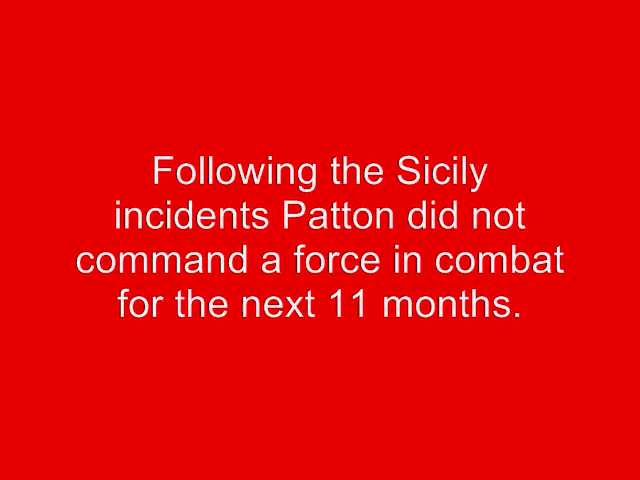 Following the Sicily
incidents Patton did not
command a force in combat
for the next 11 months.